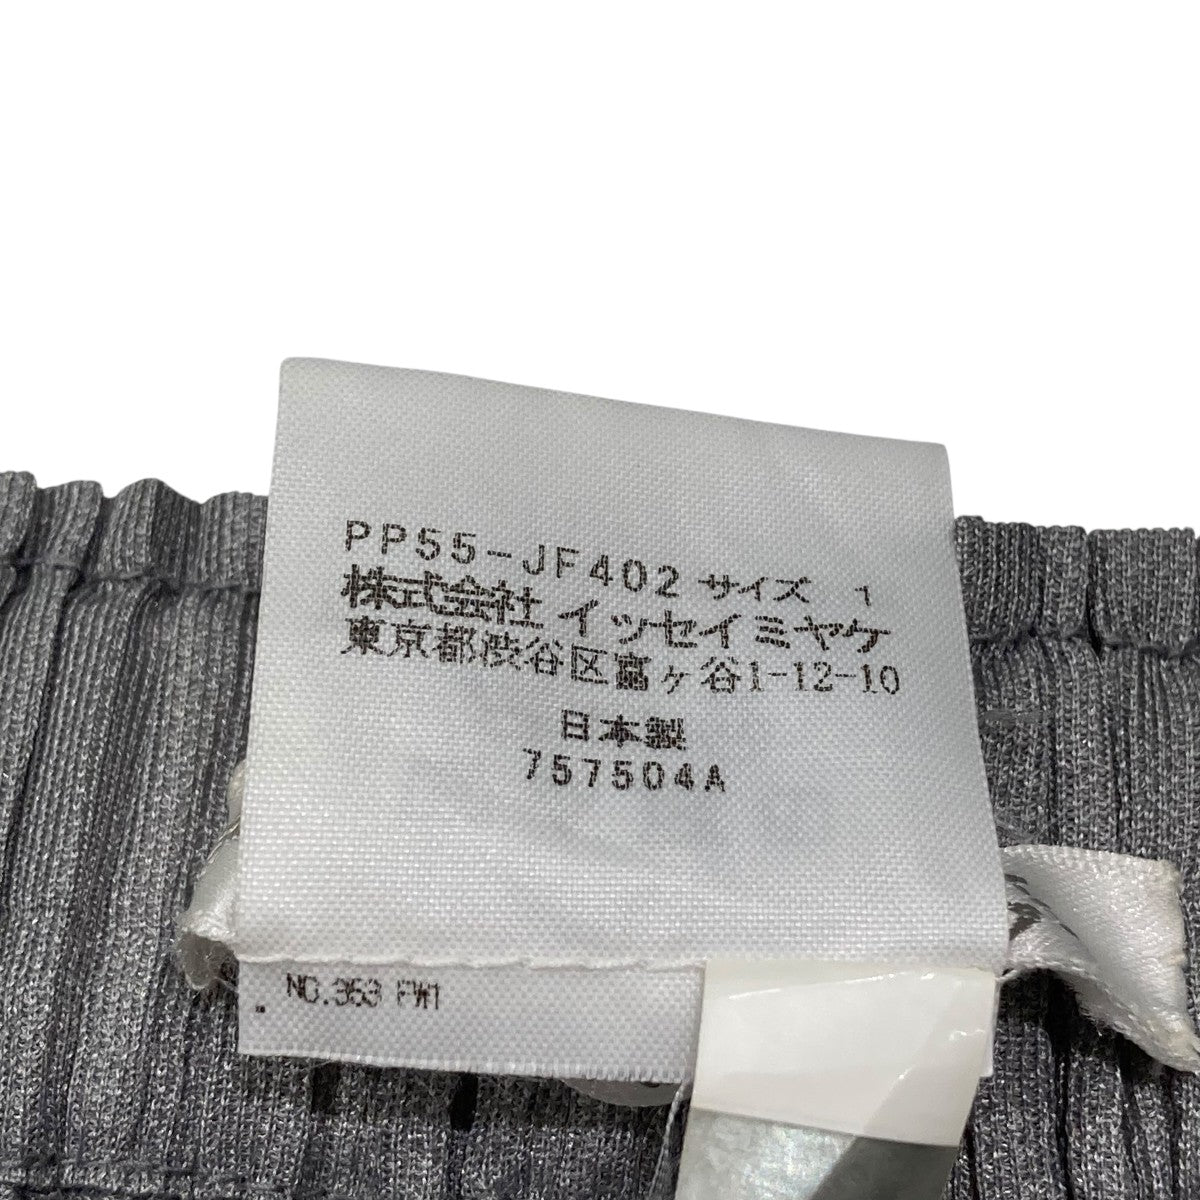 PP55-JF402 サイズ 1
株式会社 イッセイミヤケ
東京都渋谷区富ヶ谷1-12-10
日本製
757504A
NO.353 FW1